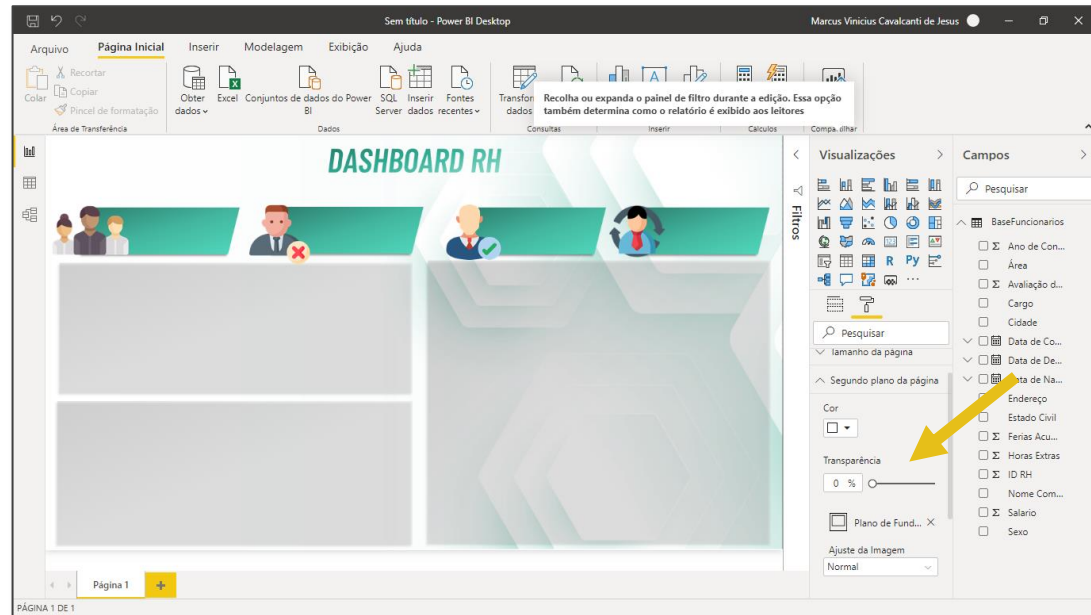 Sem título - Power BI Desktop
Marcus Vinicius Cavalcanti de Jesus
Arquivo Página Inicial Inserir Modelagem Exibição Ajuda
Colar
Recortar
Copiar
Pincel de formatação
Área de Transferência
Obter dados
Excel
Conjuntos de dados do Power BI
SQL Server
Inserir dados
Fontes recentes
Dados
dados
Consultas
Inserir
Cálculos
Recolha ou expanda o painel de filtro durante a edição. Essa opção
também determina como o relatório é exibido aos leitores
DASHBOARD RH
Filtros
Visualizações
R Py
Pesquisar
Tamanho da página
Segundo plano da página
Cor
Transparência
0 %
Plano de Fund...
Ajuste da Imagem
Normal
Campos
Pesquisar
BaseFuncionarios
Σ Ano de Con...
Área
Σ Avaliação d...
Cargo
Cidade
Data de Co...
Data de De...
de Na...
Endereço
Estado Civil
Σ Ferias Acu...
Σ Horas Extras
Σ ID RH
Nome Com...
Σ Salario
Sexo
Página 1
PÁGINA 1 DE 1